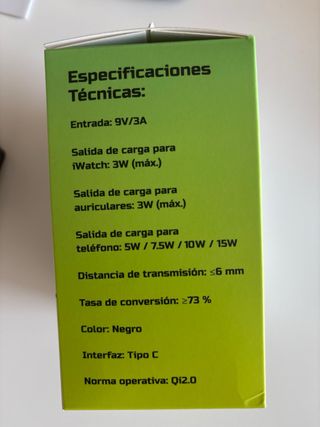 Especificaciones
Técnicas:
Entrada: 9V/3A
Salida de carga para
iWatch: 3W (máx.)
Salida de carga para
auriculares: 3W (máx.)
Salida de carga para
teléfono: 5W / 7.5W / 10W / 15W
Distancia de transmisión: ≤6 mm
Tasa de conversión: ≥73 %
Color: Negro
Interfaz: Tipo C
Norma operativa: Qi2.0